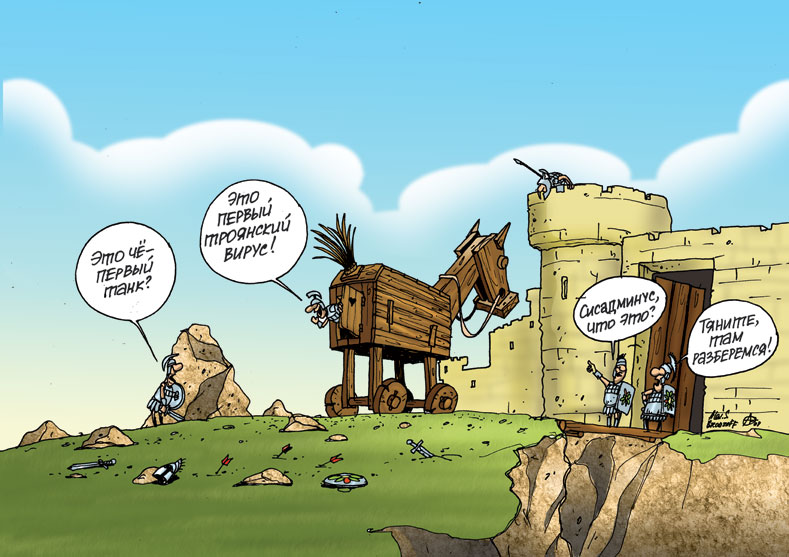 ЭТО ЧЁ-
ПЕРВЫЙ
ТАНК?
ЭТО
ПЕРВЫЙ
ТРОЯНСКИЙ
ВИРУС!
СИСАДМИНУС,
ЧТО ЭТО?
ТЯНИТЕ,
ТАМ
РАЗБЕРЕМСЯ!